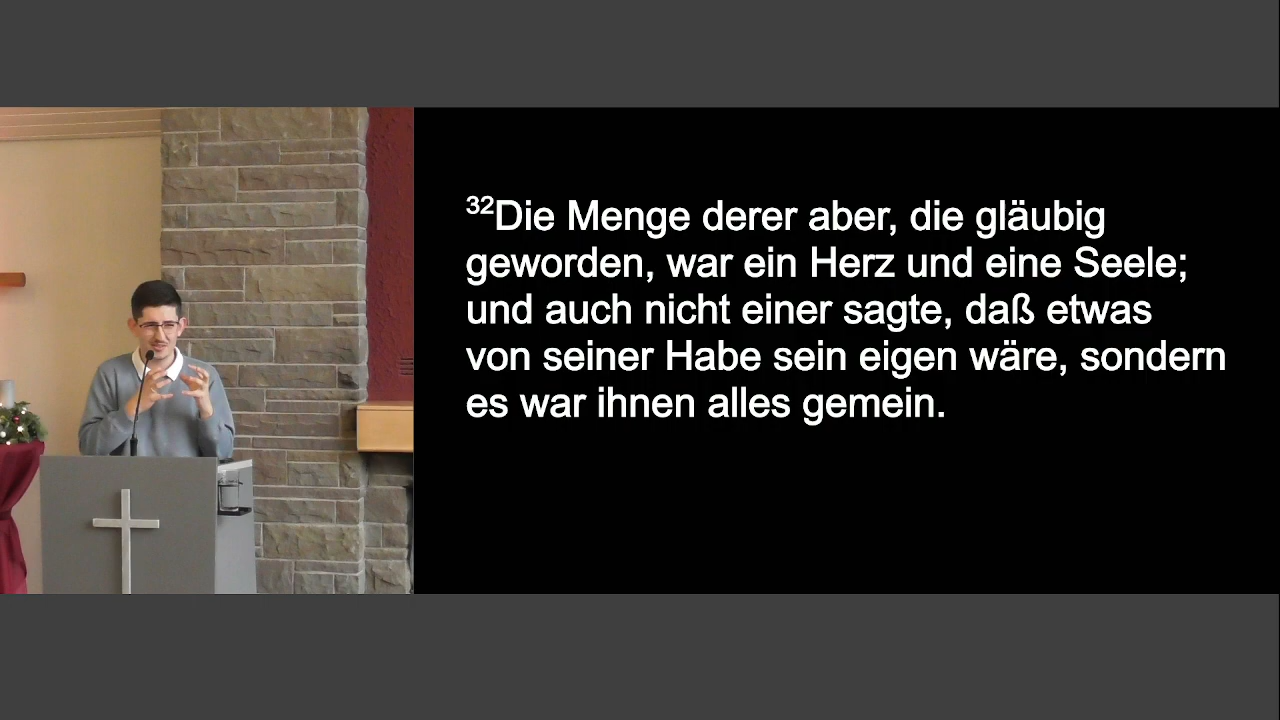 32Die Menge derer aber, die gläubig
geworden, war ein Herz und eine Seele;
und auch nicht einer sagte, daß etwas
von seiner Habe sein eigen wäre, sondern
es war ihnen alles gemein.